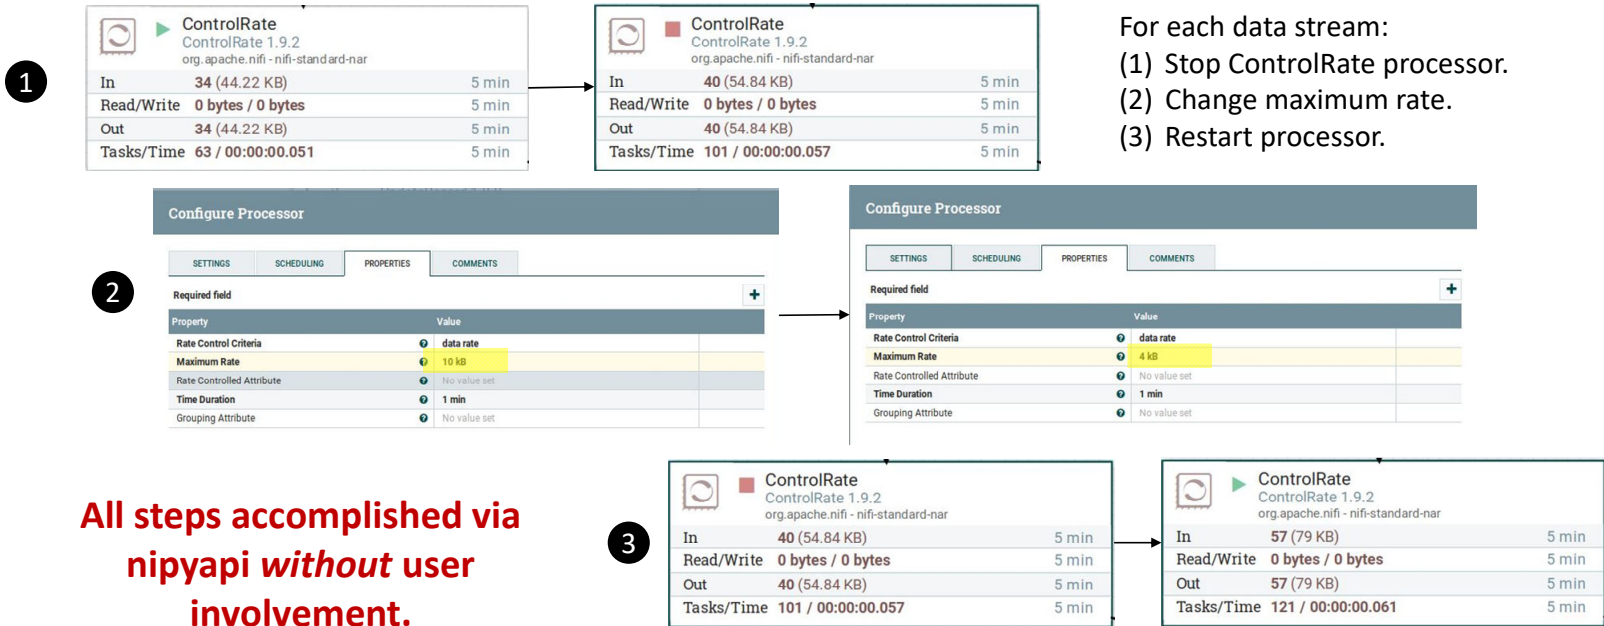 1
ControlRate
ControlRate 1.9.2
org.apache.nifi - nifi-standard-nar
In 34 (44.22 KB) 5 min
Read/Write 0 bytes / 0 bytes 5 min
Out 34 (44.22 KB) 5 min
Tasks/Time 63 / 00:00:00.051 5 min
ControlRate
ControlRate 1.9.2
org.apache.nifi - nifi-standard-nar
In 40 (54.84 KB) 5 min
Read/Write 0 bytes / 0 bytes 5 min
Out 40 (54.84 KB) 5 min
Tasks/Time 101 / 00:00:00.057 5 min
For each data stream:
(1) Stop ControlRate processor.
(2) Change maximum rate.
(3) Restart processor.
2
Configure Processor
SETTINGS SCHEDULING PROPERTIES COMMENTS
Required field
Property Value
Rate Control Criteria data rate
Maximum Rate 10 kB
Rate Controlled Attribute No value set
Time Duration 1 min
Grouping Attribute No value set
Configure Processor
SETTINGS SCHEDULING PROPERTIES COMMENTS
Required field
Property Value
Rate Control Criteria data rate
Maximum Rate 4 kB
Rate Controlled Attribute No value set
Time Duration 1 min
Grouping Attribute No value set
All steps accomplished via
nipyapi without user
involvement.
3
ControlRate
ControlRate 1.9.2
org.apache.nifi - nifi-standard-nar
In 40 (54.84 KB) 5 min
Read/Write 0 bytes / 0 bytes 5 min
Out 40 (54.84 KB) 5 min
Tasks/Time 101 / 00:00:00.057 5 min
ControlRate
ControlRate 1.9.2
org.apache.nifi - nifi-standard-nar
In 57 (79 KB) 5 min
Read/Write 0 bytes / 0 bytes 5 min
Out 57 (79 KB) 5 min
Tasks/Time 121 / 00:00:00.061 5 min